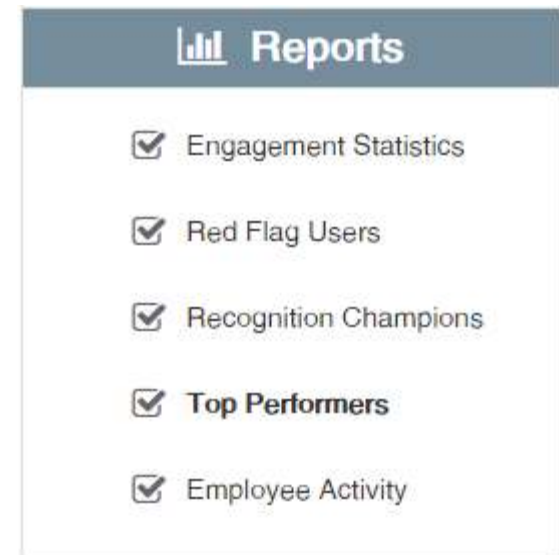 Reports
Engagement Statistics
Red Flag Users
Recognition Champions
Top Performers
Employee Activity